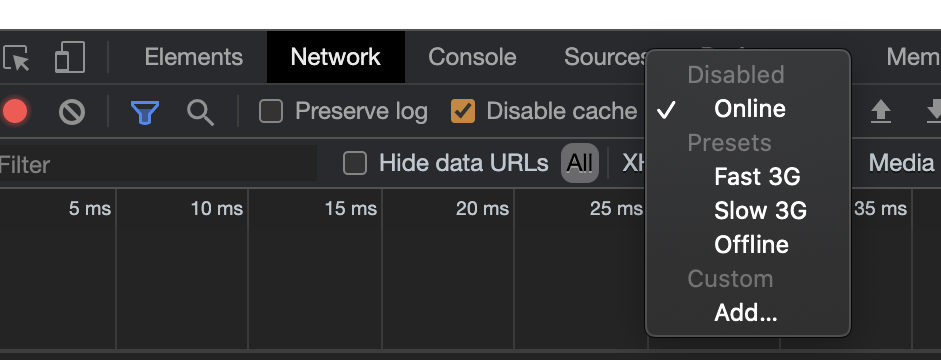 Elements Network Console Sources Mem
Disabled
Preserve log Disable cache ✓ Online
Presets
Filter Hide data URLs All XH Media
Fast 3G
5 ms 10 ms 15 ms 20 ms 25 ms 35 ms
Slow 3G
Offline
Custom
Add...